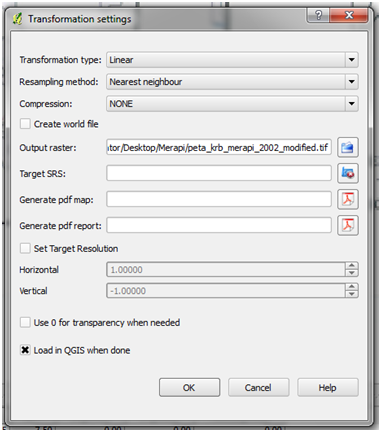 Transformation settings
Transformation type: Linear
Resampling method: Nearest neighbour
Compression: NONE
Create world file
Output raster: itor/Desktop/Merapi/peta_krb_merapi_2002_modified.tif
Target SRS:
Generate pdf map:
Generate pdf report:
Set Target Resolution
Horizontal 1.00000
Vertical -1.00000
Use 0 for transparency when needed
Load in QGIS when done
OK Cancel Help